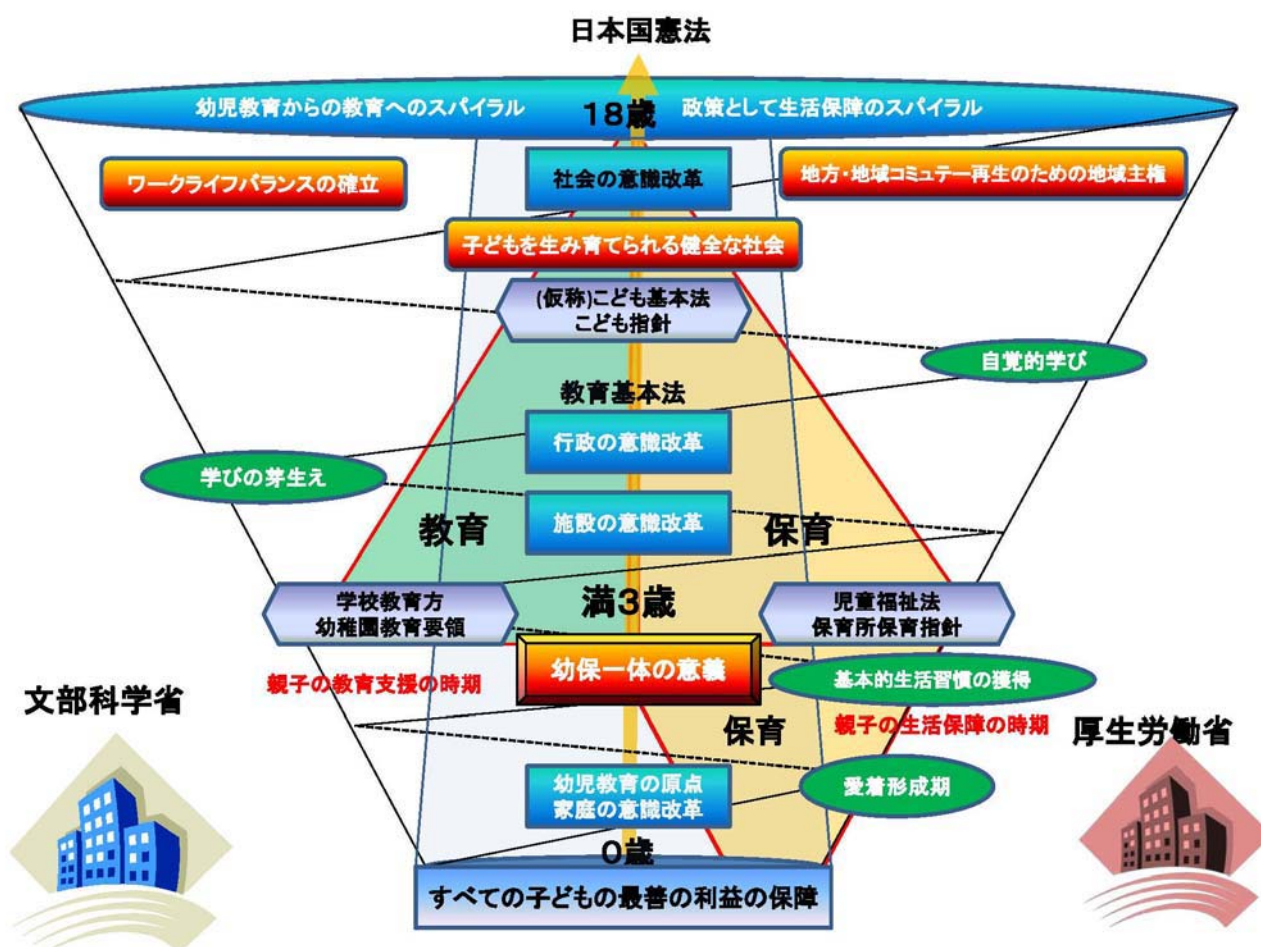 日本国憲法
幼児教育からの教育へのスパイラル
18歳
政策として生活保障のスパイラル
ワークライフバランスの確立
社会の意識改革
地方・地域コミュテー再生のための地域主権
子どもを生み育てられる健全な社会
(仮称)こども基本法
こども指針
自覚的学び
教育基本法
行政の意識改革
学びの芽生え
施設の意識改革
教育
保育
満3歳
学校教育方
幼稚園教育要領
児童福祉法
保育所保育指針
幼保一体の意義
親子の教育支援の時期
基本的生活習慣の獲得
文部科学省
保育
親子の生活保障の時期
厚生労働省
幼児教育の原点
家庭の意識改革
愛着形成期
0歳
すべての子どもの最善の利益の保障